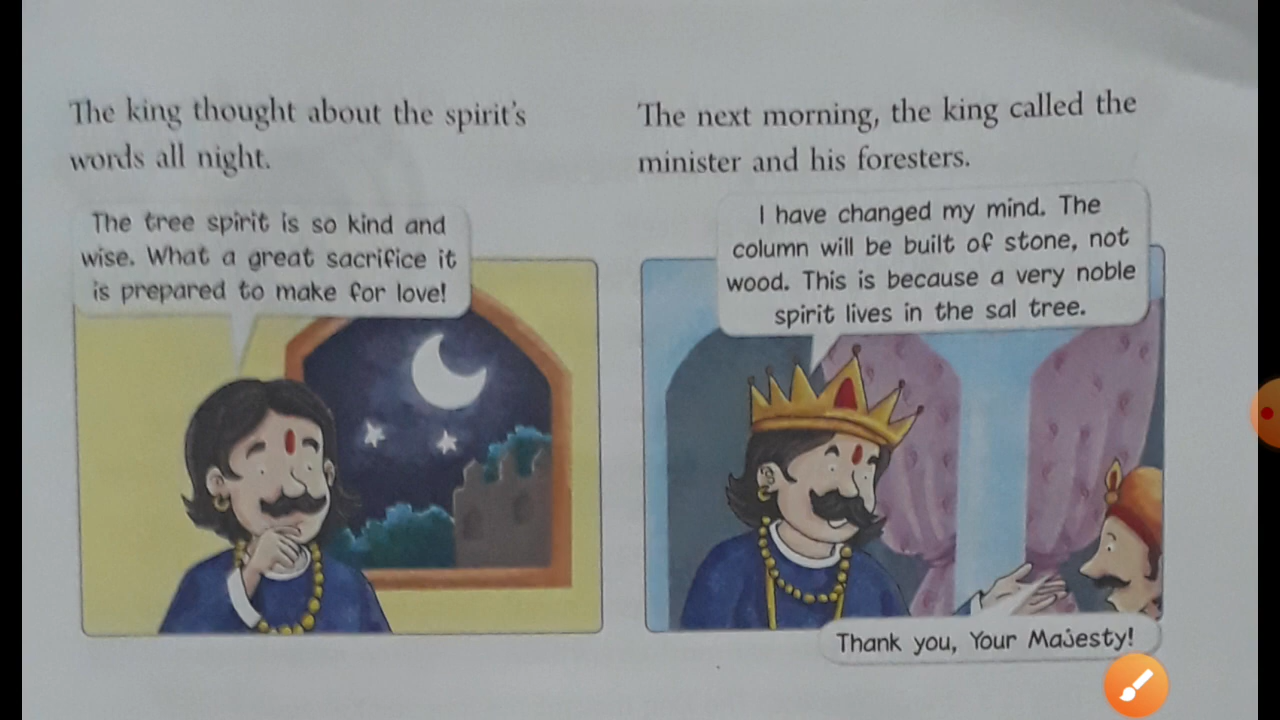 The king thought about the spirit's
words all night.
The tree spirit is so kind and
wise. What a great sacrifice it
is prepared to make for love!
The next morning, the king called the
minister and his foresters.
I have changed my mind. The
column will be built of stone, not
wood. This is because a very noble
spirit lives in the sal tree.
Thank you, Your Majesty!